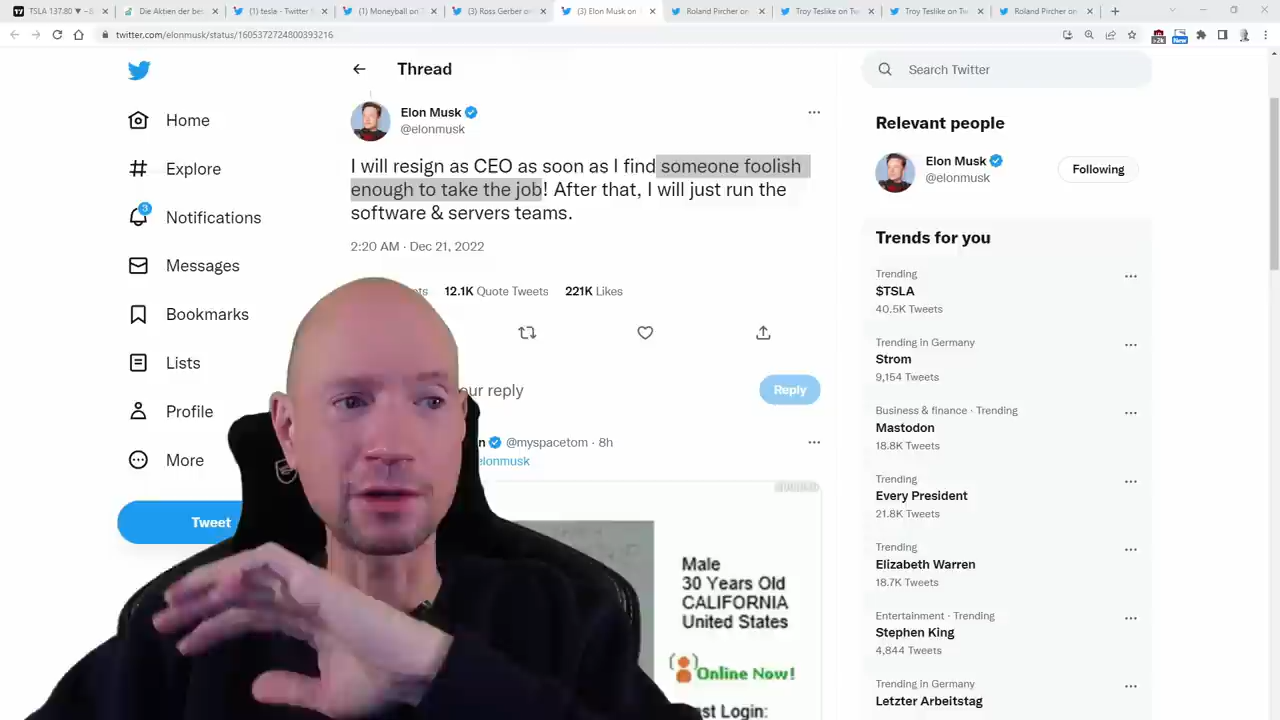 TSLA 137.80 ▼ −8
Die Aktien der be
(1) tesla - Twitter
(1) Moneyball on T
(3) Ross Gerber on
(3) Elon Musk on
Roland Pircher on
Troy Teslike on Tw
Troy Teslike on Tw
Roland Pircher on
twitter.com/elonmusk/status/1605372724800393216
Home
Explore
3
Notifications
Messages
Bookmarks
Lists
Profile
More
Tweet
Thread
Elon Musk
@elonmusk
I will resign as CEO as soon as I find someone foolish
enough to take the job! After that, I will just run the
software & servers teams.
2:20 AM · Dec 21, 2022
12.1K Quote Tweets 221K Likes
our reply
Reply
@myspacetom · 8h
elonmusk
Male
30 Years Old
CALIFORNIA
United States
Online Now!
st Login:
Search Twitter
Relevant people
Elon Musk
@elonmusk
Following
Trends for you
Trending
$TSLA
40.5K Tweets
Trending in Germany
Strom
9,154 Tweets
Business & finance · Trending
Mastodon
18.8K Tweets
Trending
Every President
21.8K Tweets
Trending
Elizabeth Warren
18.7K Tweets
Entertainment · Trending
Stephen King
4,844 Tweets
Trending in Germany
Letzter Arbeitstag